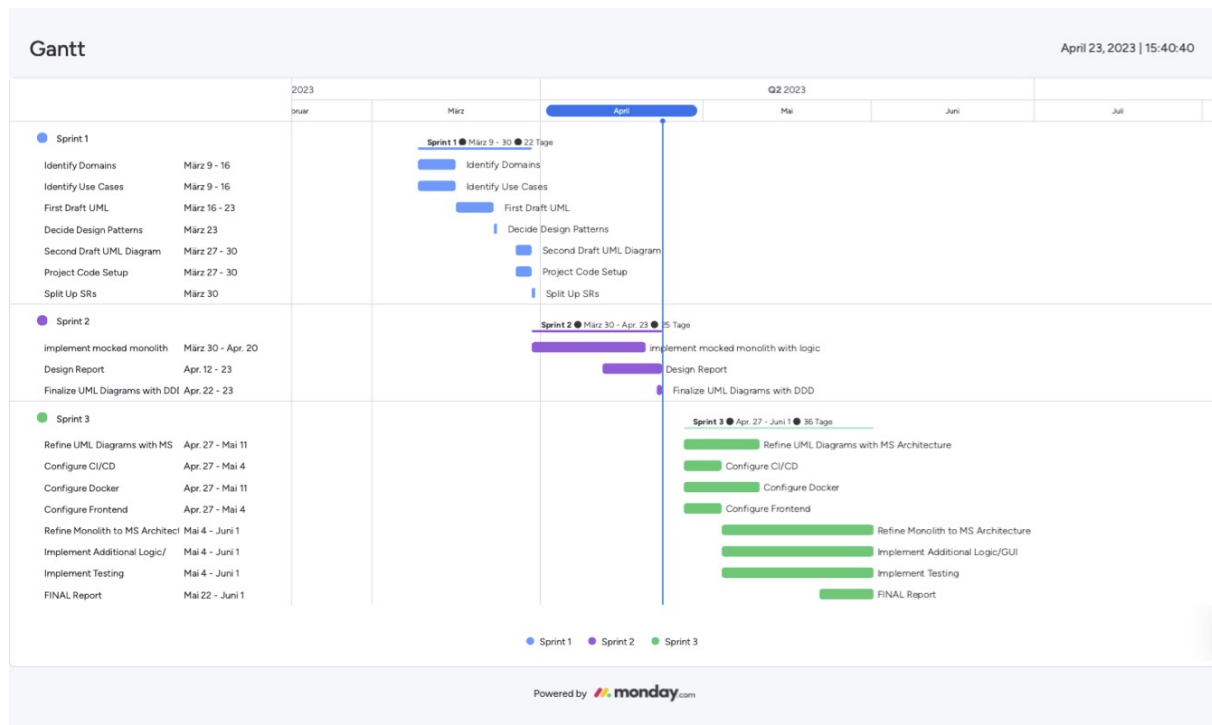 Gantt
April 23, 2023 | 15:40:40
2023
Q2 2023
bruar
März
April
Mai
Juni
Juli
Sprint 1
Sprint 1 ● März 9 - 30 ● 22 Tage
Identify Domains März 9 - 16 Identify Domains
Identify Use Cases März 9 - 16 Identify Use Cases
First Draft UML März 16 - 23 First Draft UML
Decide Design Patterns März 23 Decide Design Patterns
Second Draft UML Diagram März 27 - 30 Second Draft UML Diagram
Project Code Setup März 27 - 30 Project Code Setup
Split Up SRs März 30 Split Up SRs
Sprint 2
Sprint 2 ● März 30 - Apr. 23 ● 25 Tage
implement mocked monolith März 30 - Apr. 20 implement mocked monolith with logic
Design Report Apr. 12 - 23 Design Report
Finalize UML Diagrams with DDD Apr. 22 - 23 Finalize UML Diagrams with DDD
Sprint 3
Sprint 3 ● Apr. 27 - Juni 1 ● 36 Tage
Refine UML Diagrams with MS Apr. 27 - Mai 11 Refine UML Diagrams with MS Architecture
Configure CI/CD Apr. 27 - Mai 4 Configure CI/CD
Configure Docker Apr. 27 - Mai 11 Configure Docker
Configure Frontend Apr. 27 - Mai 4 Configure Frontend
Refine Monolith to MS Architect Mai 4 - Juni 1 Refine Monolith to MS Architecture
Implement Additional Logic/ Mai 4 - Juni 1 Implement Additional Logic/GUI
Implement Testing Mai 4 - Juni 1 Implement Testing
FINAL Report Mai 22 - Juni 1 FINAL Report
Sprint 1 Sprint 2 Sprint 3
Powered by monday.com